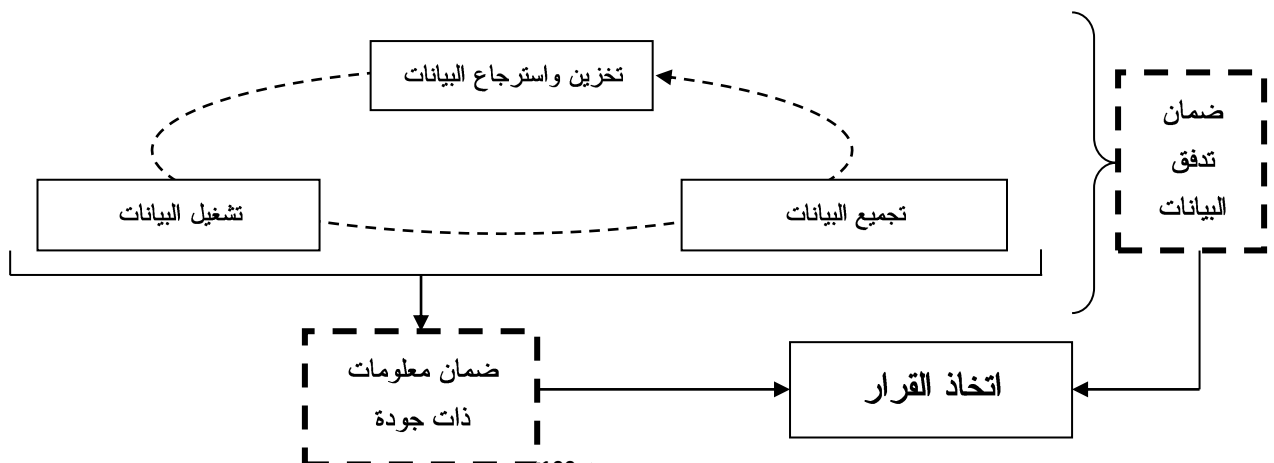 تخزين واسترجاع البيانات
ضمان
تدفق
البيانات
تجميع البيانات
تشغيل البيانات
ضمان معلومات
ذات جودة
اتخاذ القرار